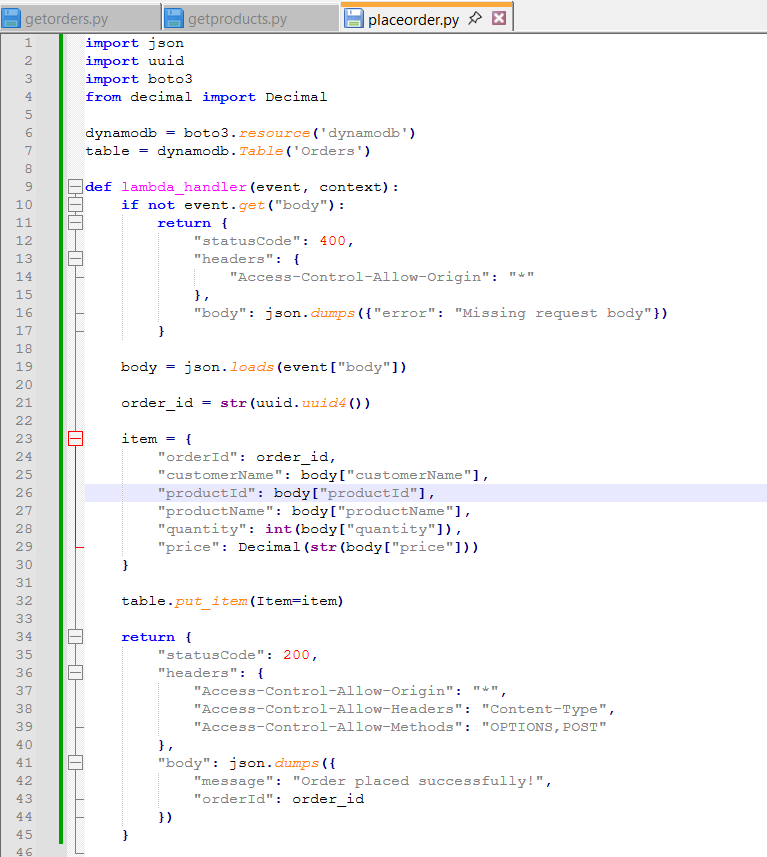 getorders.py
getproducts.py
placeorder.py
1 import json
2 import uuid
3 import boto3
4 from decimal import Decimal
5
6 dynamodb = boto3.resource('dynamodb')
7 table = dynamodb.Table('Orders')
8
9 def lambda_handler(event, context):
10     if not event.get("body"):
11         return {
12             "statusCode": 400,
13             "headers": {
14                 "Access-Control-Allow-Origin": "*"
15             },
16             "body": json.dumps({"error": "Missing request body"})
17         }
18
19     body = json.loads(event["body"])
20
21     order_id = str(uuid.uuid4())
22
23     item = {
24         "orderId": order_id,
25         "customerName": body["customerName"],
26         "productId": body["productId"],
27         "productName": body["productName"],
28         "quantity": int(body["quantity"]),
29         "price": Decimal(str(body["price"]))
30     }
31
32     table.put_item(Item=item)
33
34     return {
35         "statusCode": 200,
36         "headers": {
37             "Access-Control-Allow-Origin": "*",
38             "Access-Control-Allow-Headers": "Content-Type",
39             "Access-Control-Allow-Methods": "OPTIONS,POST"
40         },
41         "body": json.dumps({
42             "message": "Order placed successfully!",
43             "orderId": order_id
44         })
45     }
46